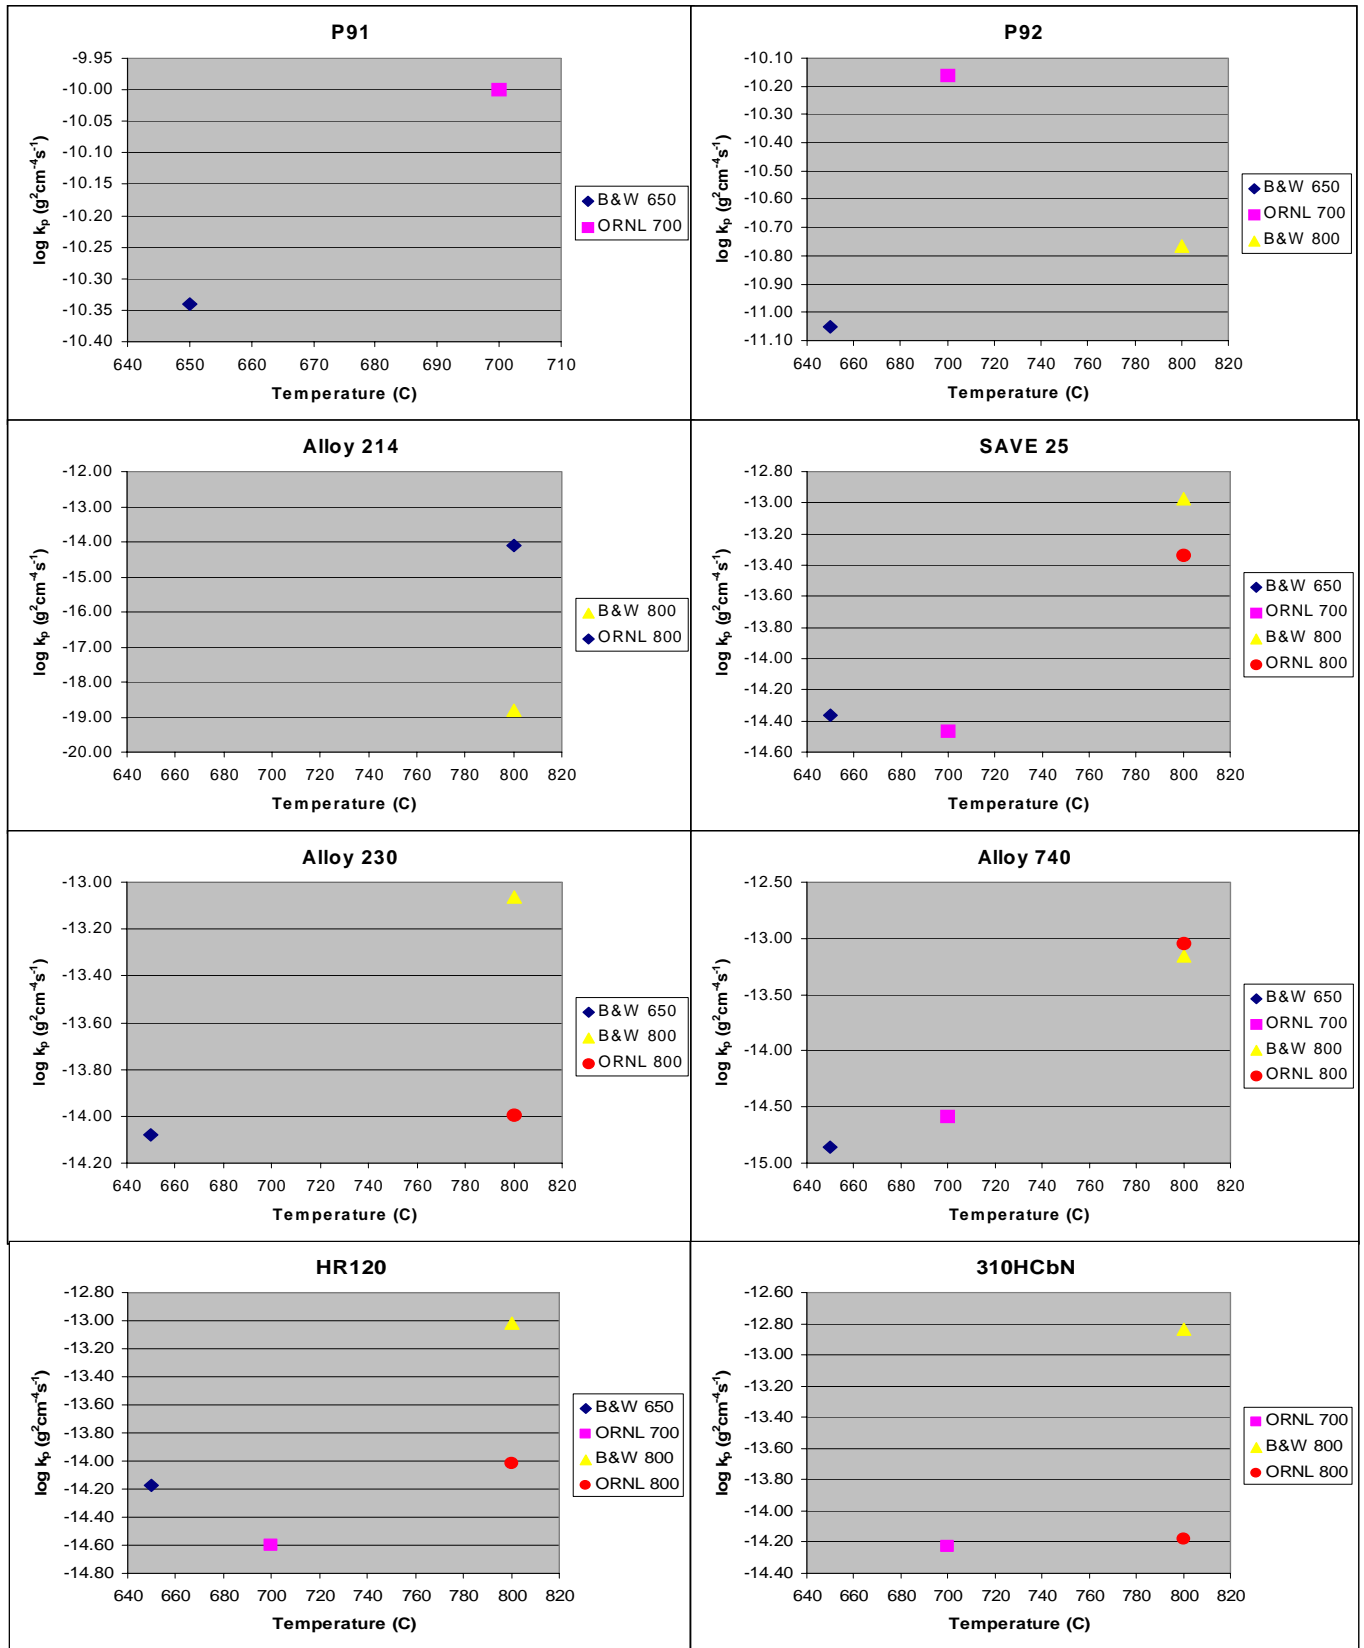 P91
-9.95
-10.00
-10.05
-10.10
-10.15
-10.20
-10.25
-10.30
-10.35
-10.40
640 650 660 670 680 690 700 710
Temperature (C)
log kₚ (g²cm⁻⁴s⁻¹)
B&W 650
ORNL 700
P92
-10.10
-10.20
-10.30
-10.40
-10.50
-10.60
-10.70
-10.80
-10.90
-11.00
-11.10
640 660 680 700 720 740 760 780 800 820
Temperature (C)
log kₚ (g²cm⁻⁴s⁻¹)
B&W 650
ORNL 700
B&W 800
Alloy 214
-12.00
-13.00
-14.00
-15.00
-16.00
-17.00
-18.00
-19.00
-20.00
640 660 680 700 720 740 760 780 800 820
Temperature (C)
log kₚ (g²cm⁻⁴s⁻¹)
B&W 800
ORNL 800
SAVE 25
-12.80
-13.00
-13.20
-13.40
-13.60
-13.80
-14.00
-14.20
-14.40
-14.60
640 660 680 700 720 740 760 780 800 820
Temperature (C)
log kₚ (g²cm⁻⁴s⁻¹)
B&W 650
ORNL 700
B&W 800
ORNL 800
Alloy 230
-13.00
-13.20
-13.40
-13.60
-13.80
-14.00
-14.20
640 660 680 700 720 740 760 780 800 820
Temperature (C)
log kₚ (g²cm⁻⁴s⁻¹)
B&W 650
B&W 800
ORNL 800
Alloy 740
-12.50
-13.00
-13.50
-14.00
-14.50
-15.00
640 660 680 700 720 740 760 780 800 820
Temperature (C)
log kₚ (g²cm⁻⁴s⁻¹)
B&W 650
ORNL 700
B&W 800
ORNL 800
HR120
-12.80
-13.00
-13.20
-13.40
-13.60
-13.80
-14.00
-14.20
-14.40
-14.60
-14.80
640 660 680 700 720 740 760 780 800 820
Temperature (C)
log kₚ (g²cm⁻⁴s⁻¹)
B&W 650
ORNL 700
B&W 800
ORNL 800
310HCbN
-12.60
-12.80
-13.00
-13.20
-13.40
-13.60
-13.80
-14.00
-14.20
-14.40
640 660 680 700 720 740 760 780 800 820
Temperature (C)
log kₚ (g²cm⁻⁴s⁻¹)
ORNL 700
B&W 800
ORNL 800